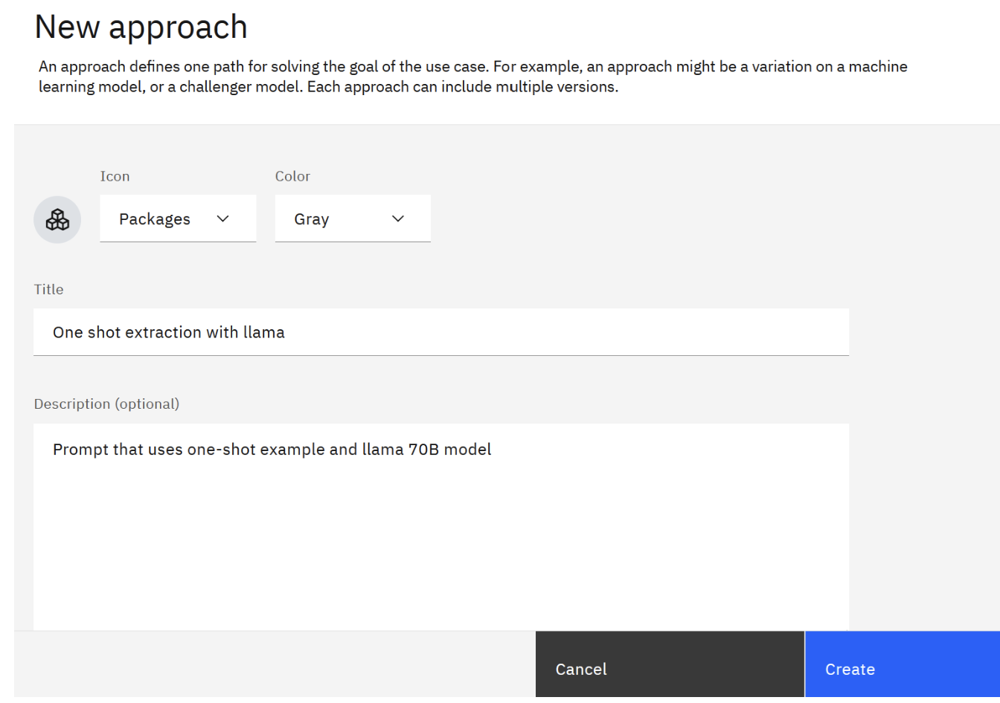 New approach
An approach defines one path for solving the goal of the use case. For example, an approach might be a variation on a machine
learning model, or a challenger model. Each approach can include multiple versions.
Icon
Color
Packages
Gray
Title
One shot extraction with llama
Description (optional)
Prompt that uses one-shot example and llama 70B model
Cancel
Create